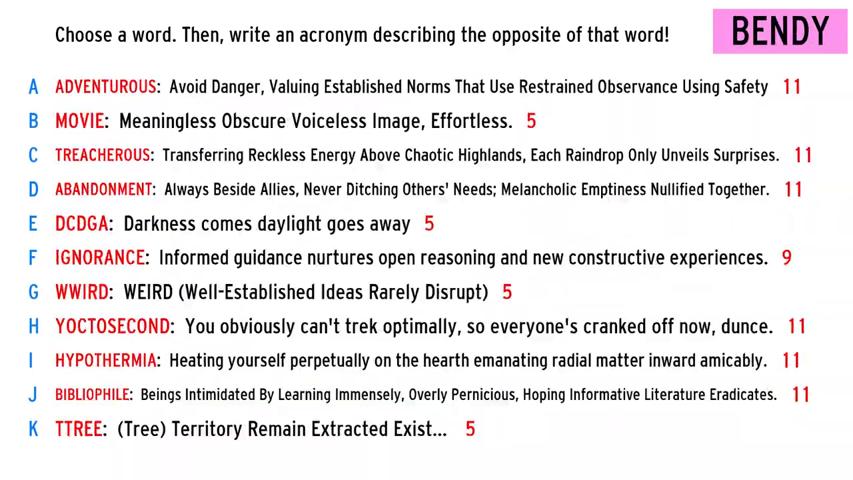 Choose a word. Then, write an acronym describing the opposite of that word!
BENDY
A ADVENTUROUS: Avoid Danger, Valuing Established Norms That Use Restrained Observance Using Safety 11
B MOVIE: Meaningless Obscure Voiceless Image, Effortless. 5
C TREACHEROUS: Transferring Reckless Energy Above Chaotic Highlands, Each Raindrop Only Unveils Surprises. 11
D ABANDONMENT: Always Beside Allies, Never Ditching Others' Needs; Melancholic Emptiness Nullified Together. 11
E DCDGA: Darkness comes daylight goes away 5
F IGNORANCE: Informed guidance nurtures open reasoning and new constructive experiences. 9
G WWIRD: WEIRD (Well-Established Ideas Rarely Disrupt) 5
H YOCTOSECOND: You obviously can't trek optimally, so everyone's cranked off now, dunce. 11
I HYPOTHERMIA: Heating yourself perpetually on the hearth emanating radial matter inward amicably. 11
J BIBLIOPHILE: Beings Intimidated By Learning Immensely, Overly Pernicious, Hoping Informative Literature Eradicates. 11
K TTREE: (Tree) Territory Remain Extracted Exist... 5